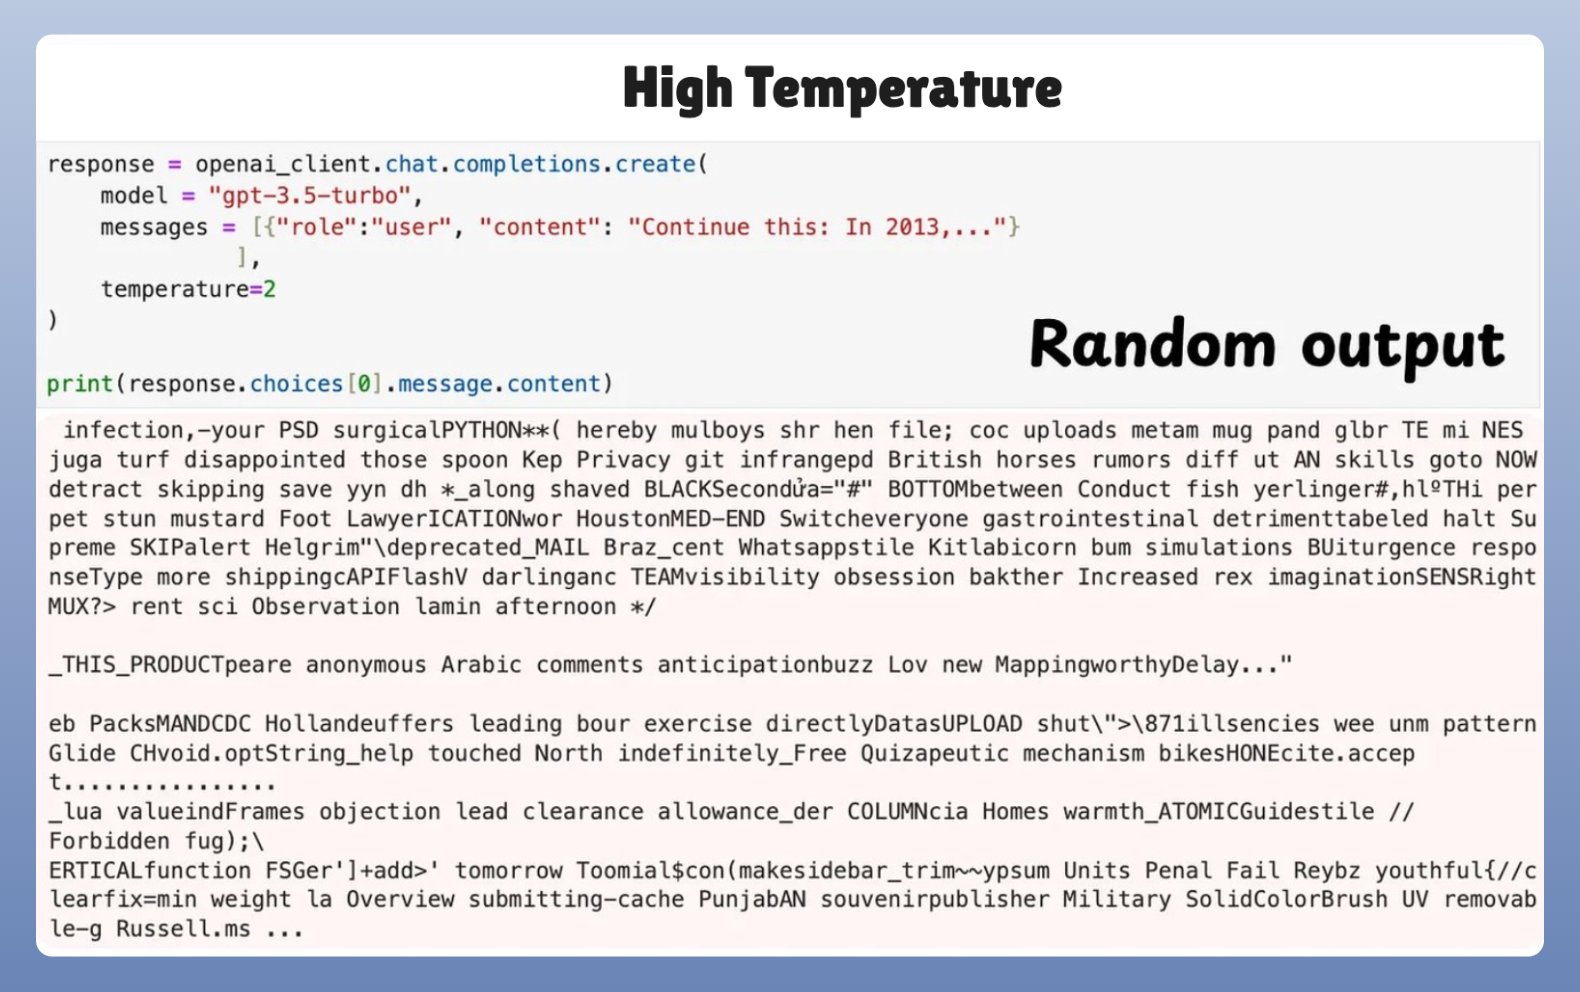 High Temperature
response = openai_client.chat.completions.create(
    model = "gpt-3.5-turbo",
    messages = [{"role":"user", "content": "Continue this: In 2013,..."}
              ],
    temperature=2
)
Random output
print(response.choices[0].message.content)
 infection,-your PSD surgicalPYTHON**( hereby mulboys shr hen file; coc uploads metam mug pand glbr TE mi NES
juga turf disappointed those spoon Kep Privacy git infrangepd British horses rumors diff ut AN skills goto NOW
detract skipping save yyn dh *_along shaved BLACKSecondửa="#" BOTTOMbetween Conduct fish yerlinger#,hlºTHi per
pet stun mustard Foot LawyerICATIONwor HoustonMED-END Switcheveryone gastrointestinal detrimenttabeled halt Su
preme SKIPalert Helgrim"\deprecated_MAIL Braz_cent Whatsappstile Kitlabicorn bum simulations BUiturgence respo
nseType more shippingcAPIFlashV darlinganc TEAMvisibility obsession bakther Increased rex imaginationSENSRight
MUX?> rent sci Observation lamin afternoon */
_THIS_PRODUCTpeare anonymous Arabic comments anticipationbuzz Lov new MappingworthyDelay..."
eb PacksMANDCDC Hollandeuffers leading bour exercise directlyDatasUPLOAD shut\">\871illsencies wee unm pattern
Glide CHvoid.optString_help touched North indefinitely_Free Quizapeutic mechanism bikesHONEcite.accep
t................
_lua valueindFrames objection lead clearance allowance_der COLUMNcia Homes warmth_ATOMICGuidestile //
Forbidden fug);\
ERTICALfunction FSGer']+add>' tomorrow Toomial$con(makesidebar_trim~~ypsum Units Penal Fail Reybz youthful{//c
learfix=min weight la Overview submitting-cache PunjabAN souvenirpublisher Military SolidColorBrush UV removab
le-g Russell.ms ...